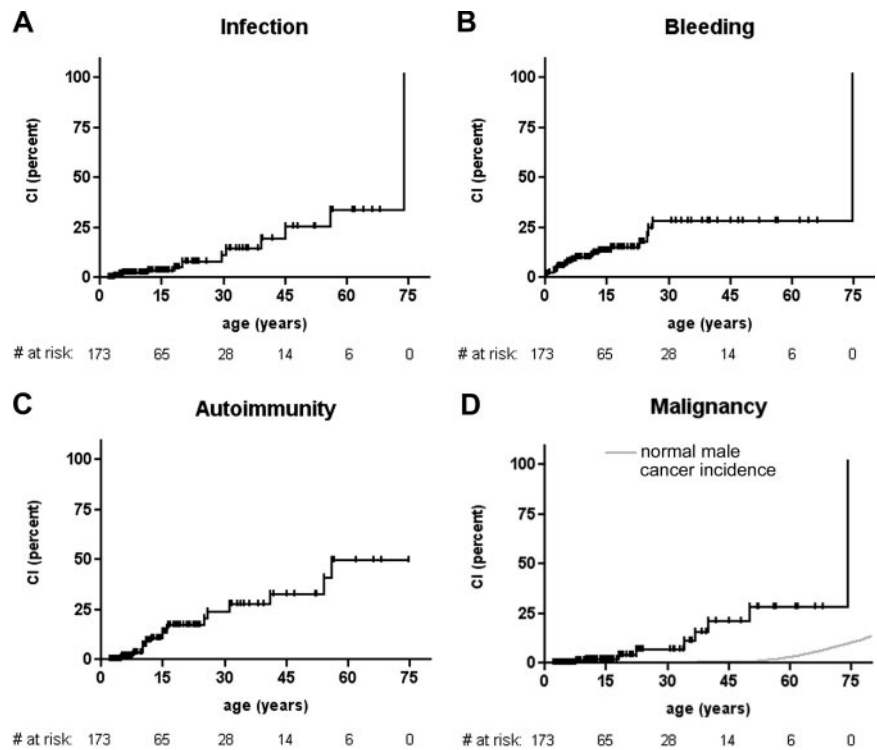 A
Infection
CI (percent)
100
75
50
25
0
0 15 30 45 60 75
age (years)
# at risk: 173 65 28 14 6 0
B
Bleeding
CI (percent)
100
75
50
25
0
0 15 30 45 60 75
age (years)
# at risk: 173 65 28 14 6 0
C
Autoimmunity
CI (percent)
100
75
50
25
0
0 15 30 45 60 75
age (years)
# at risk: 173 65 28 14 6 0
D
Malignancy
normal male
cancer incidence
CI (percent)
100
75
50
25
0
0 15 30 45 60 75
age (years)
# at risk: 173 65 28 14 6 0